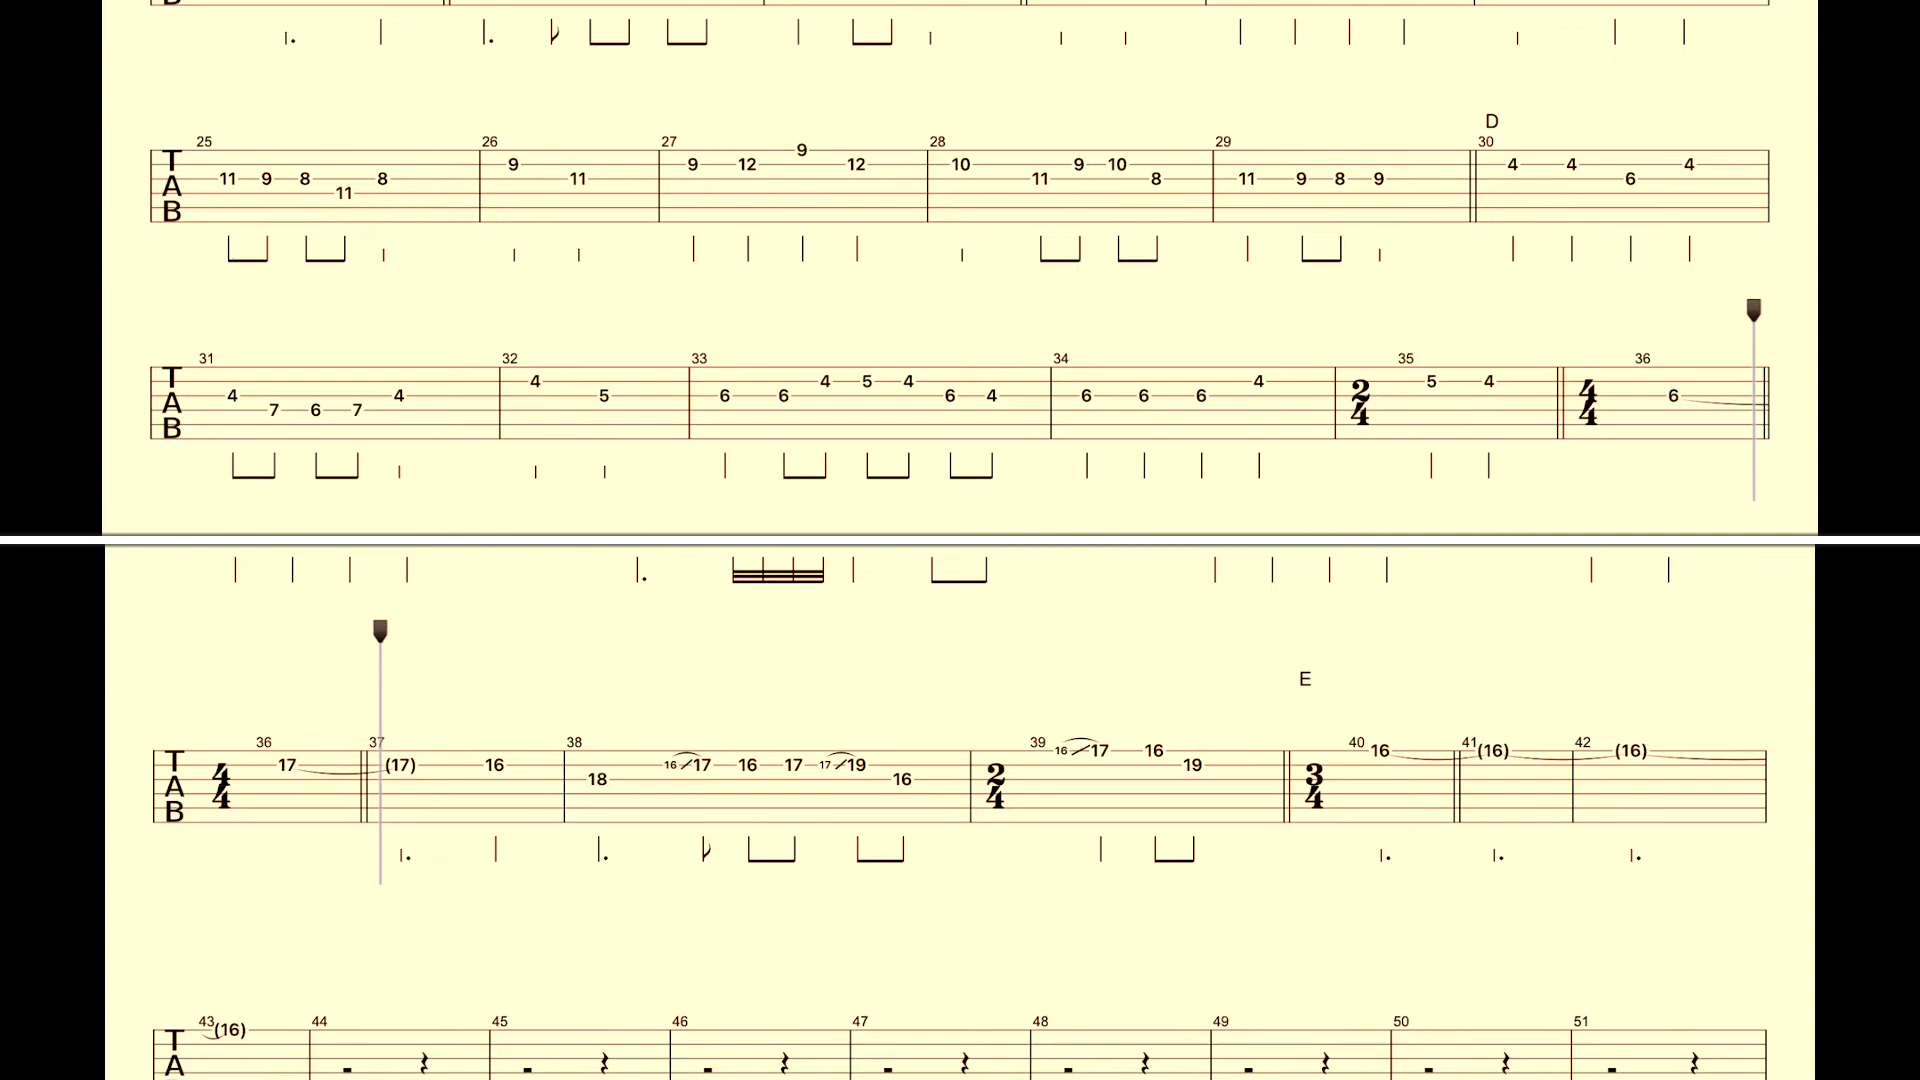 D
25 26 27 28 29 30
T A B
11 9 8 11 8 9 11 9 12 9 12 10 11 9 10 8 11 9 8 9 4 4 6 4
31 32 33 34 35 36
T A B
4 7 6 7 4 4 5 6 6 4 5 4 6 4 6 6 6 4 2/4 5 4 4/4 6
E
36 37 38 39 40 41 42
T A B
4/4 17 (17) 16 18 16 17 16 17 17 19 16 2/4 16 17 16 19 3/4 16 (16) (16)
43 44 45 46 47 48 49 50 51
T A
(16)